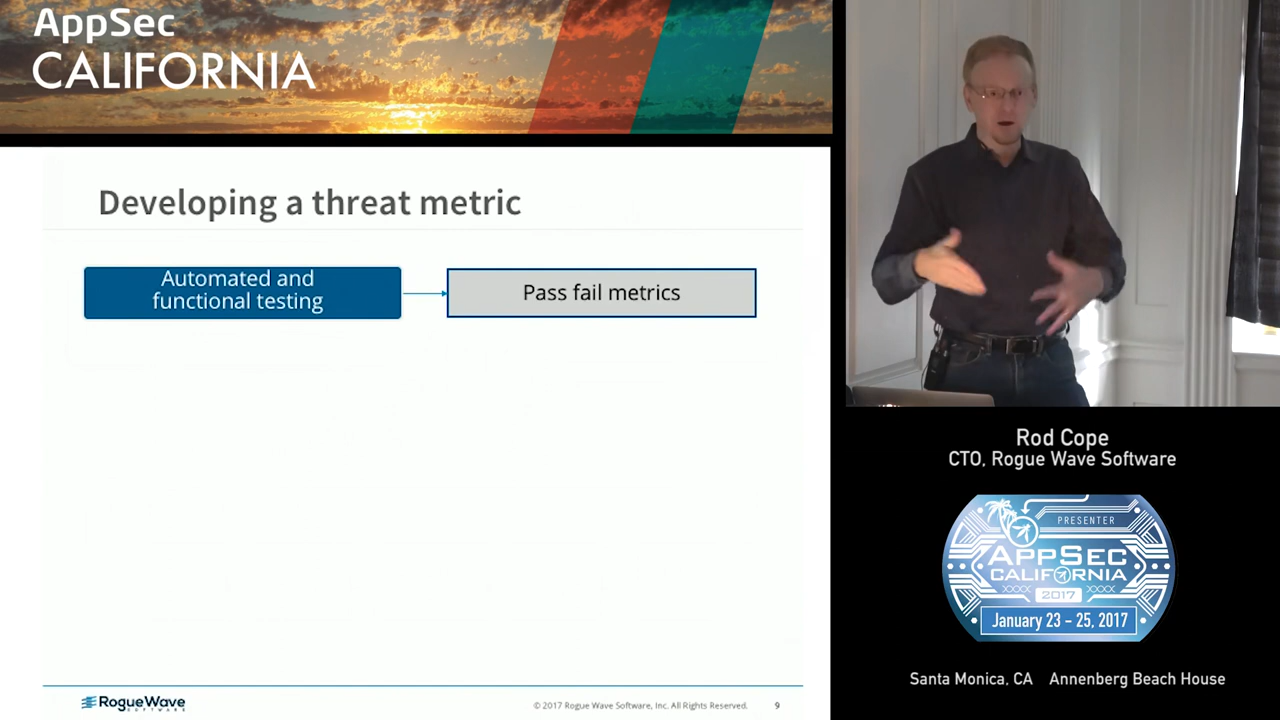 AppSec
CALIFORNIA
Developing a threat metric
Automated and
functional testing
Pass fail metrics
RogueWave
SOFTWARE
© 2017 Rogue Wave Software, Inc. All Rights Reserved.
9
Rod Cope
CTO, Rogue Wave Software
PRESENTER
APPSEC
CALIFORNIA
2017
January 23 - 25, 2017
Santa Monica, CA Annenberg Beach House